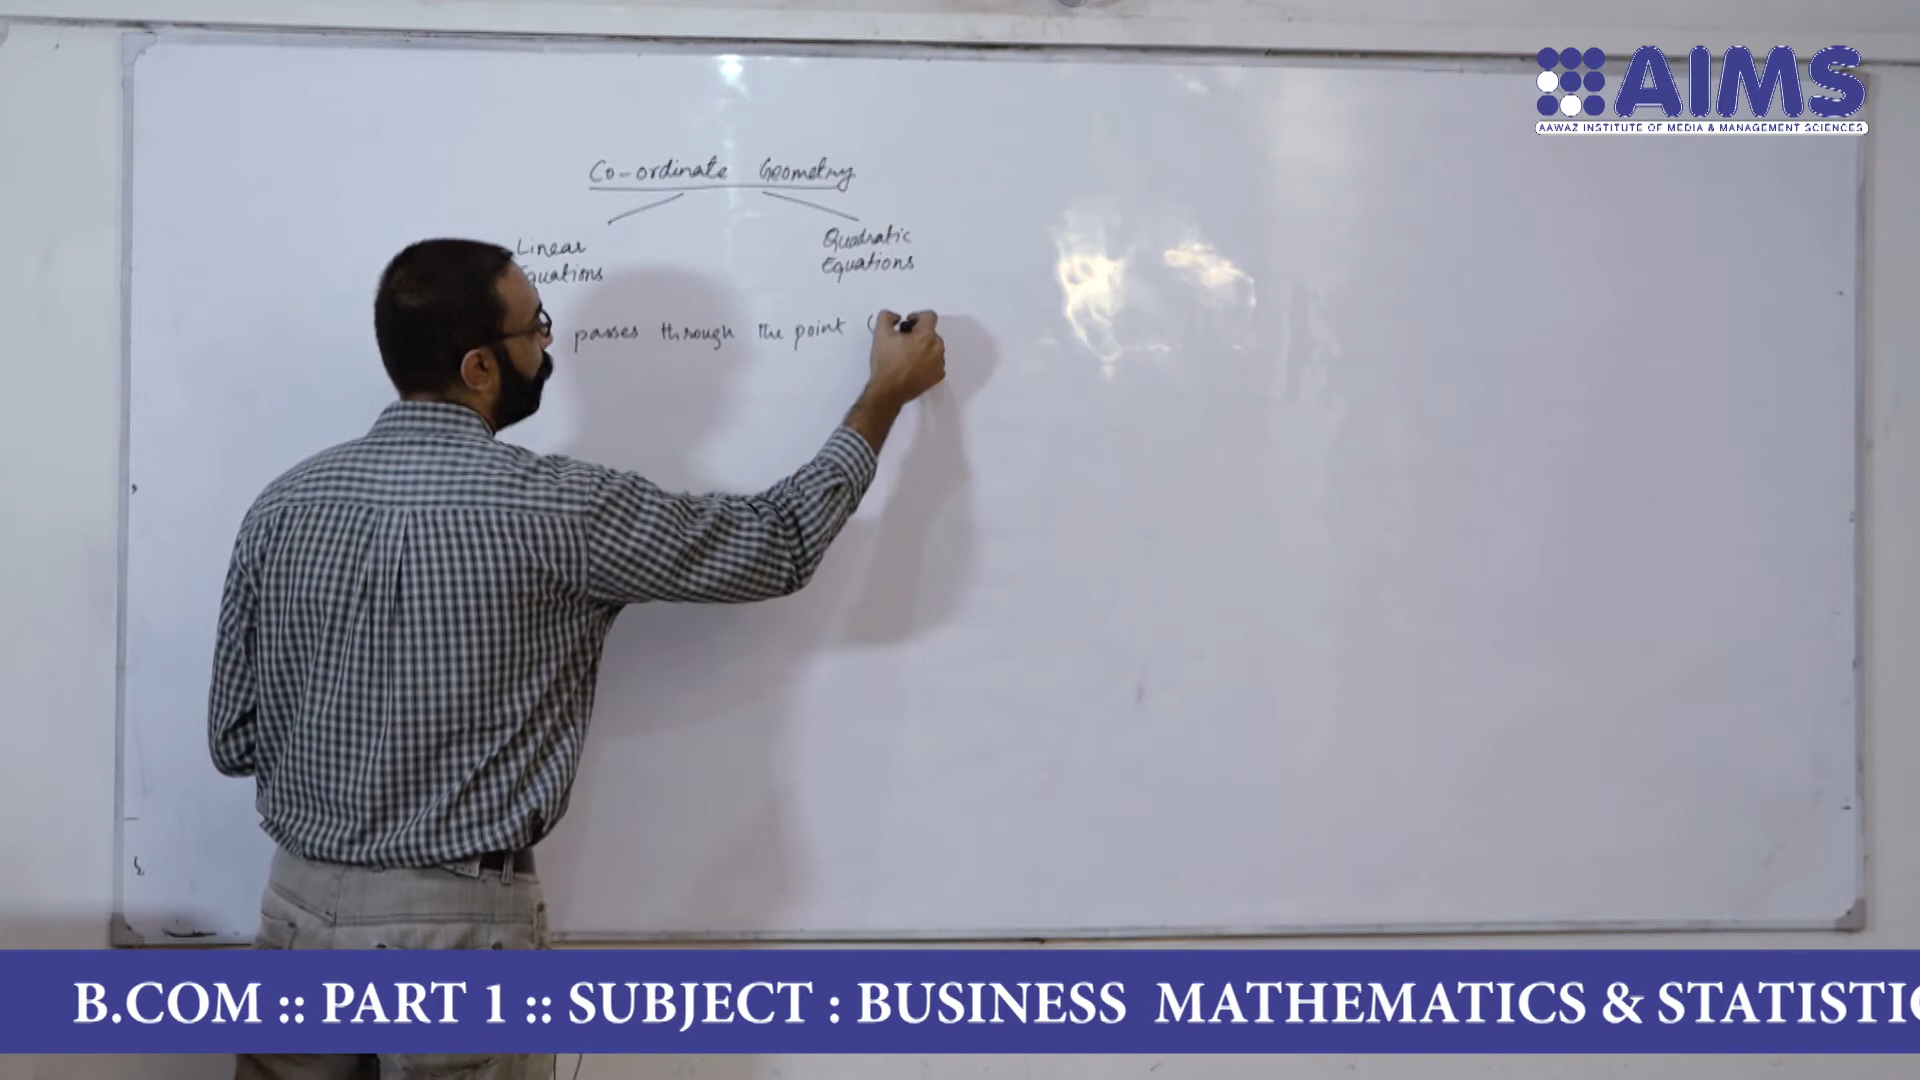 AIMS
AAWAZ INSTITUTE OF MEDIA & MANAGEMENT SCIENCES
Co-ordinate Geometry
Linear Equations
Quadratic Equations
passes through the point (
B.COM :: PART 1 :: SUBJECT : BUSINESS MATHEMATICS & STATISTIC